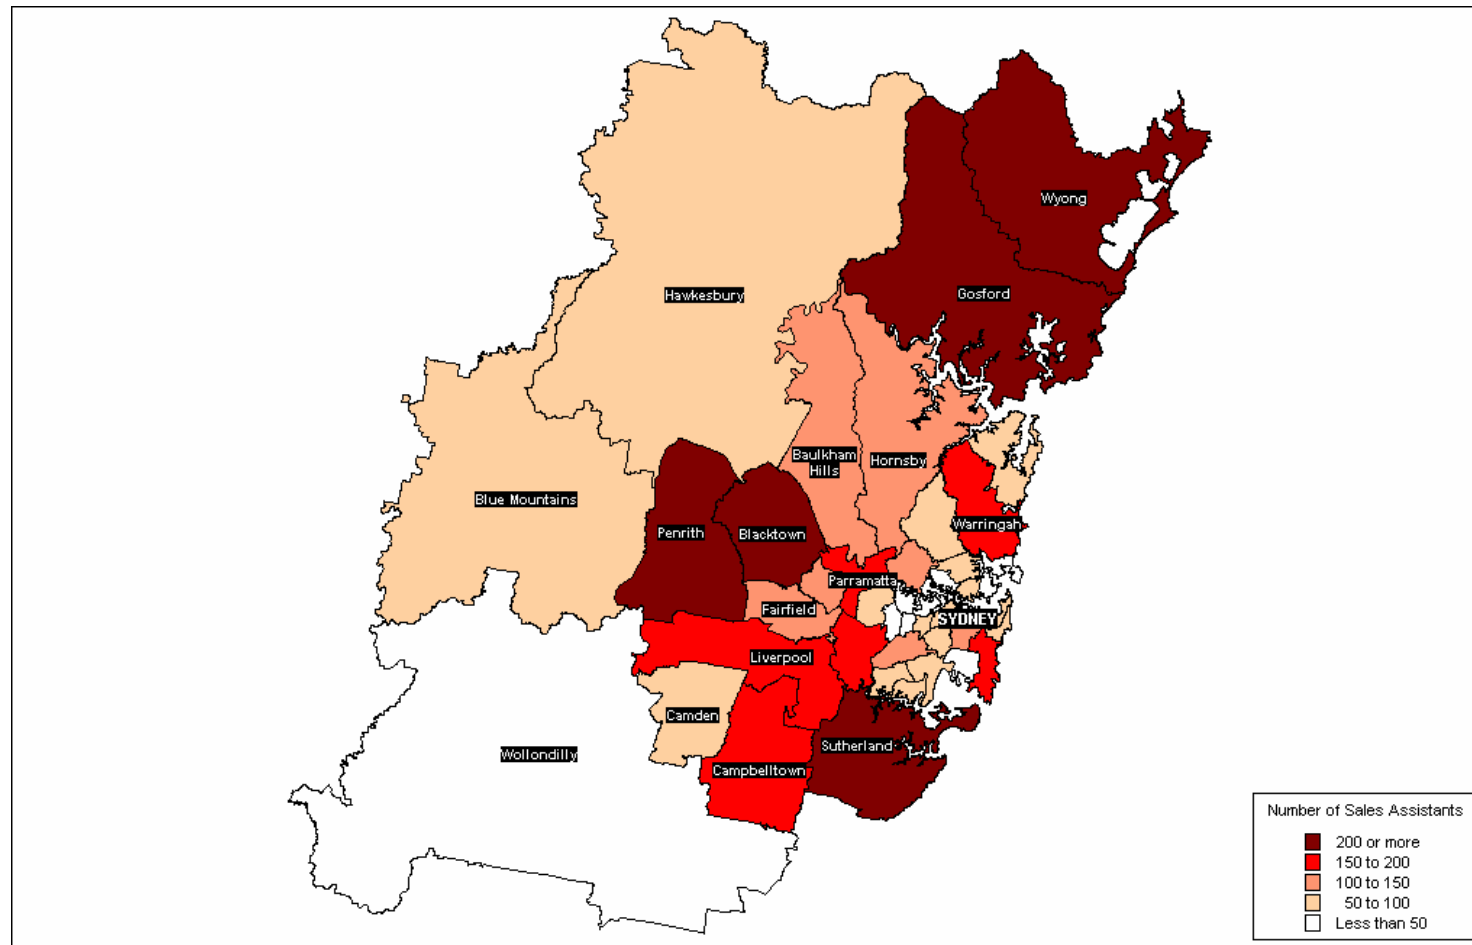 Wyong
Gosford
Hawkesbury
Baulkham
Hills
Hornsby
Blue Mountains
Warringah
Penrith
Blacktown
Parramatta
Fairfield
SYDNEY
Liverpool
Camden
Sutherland
Wollondilly
Campbelltown
Number of Sales Assistants
200 or more
150 to 200
100 to 150
50 to 100
Less than 50